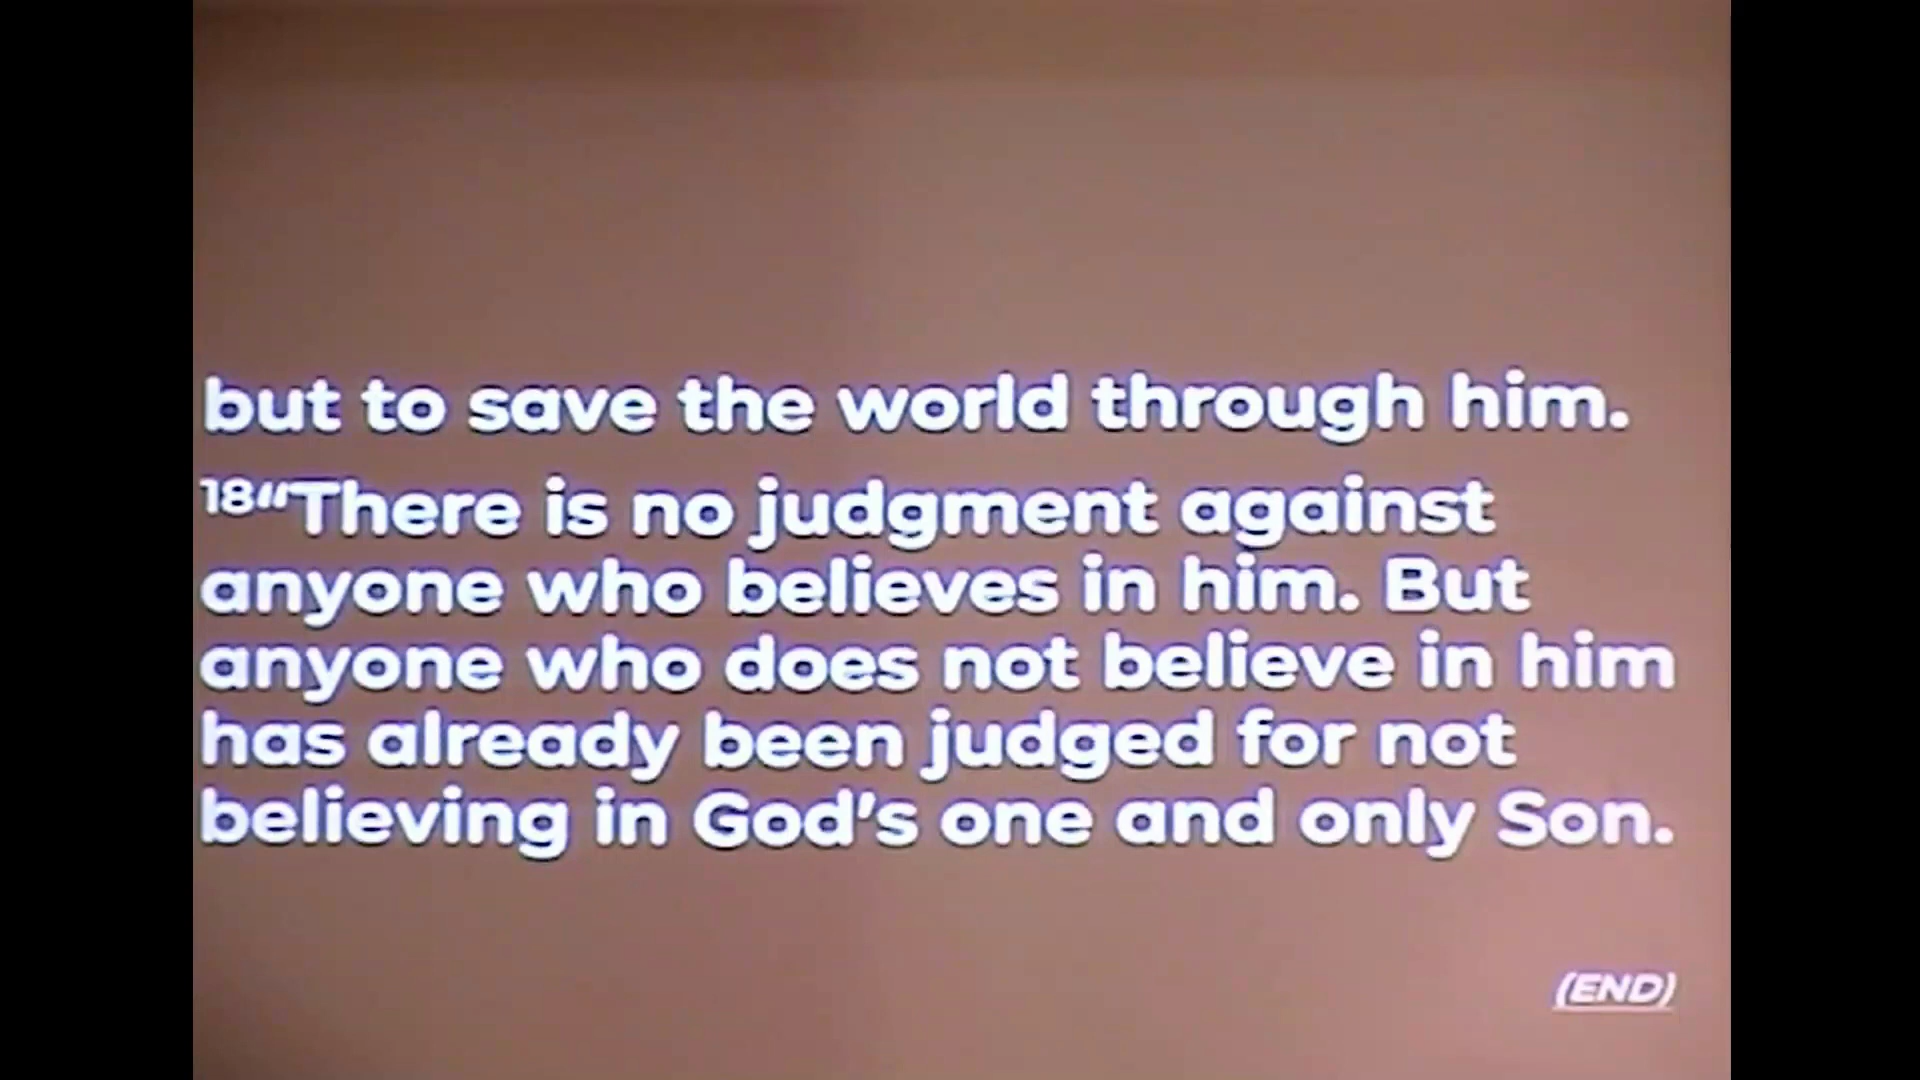 but to save the world through him.
18“There is no judgment against
anyone who believes in him. But
anyone who does not believe in him
has already been judged for not
believing in God’s one and only Son.
(END)